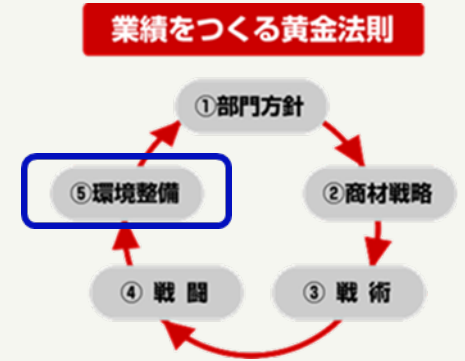 業績をつくる黄金法則
①部門方針
②商材戦略
③ 戦 術
④ 戦 闘
⑤環境整備